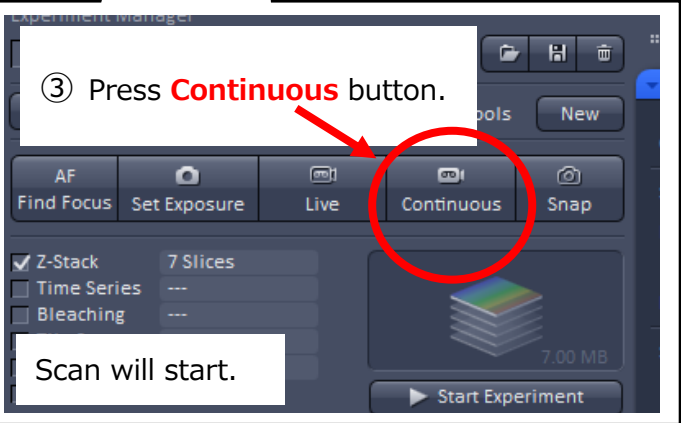 Experiment Manager
③ Press Continuous button.
ools New
AF
Find Focus Set Exposure Live Continuous Snap
Z-Stack 7 Slices
Time Series ---
Bleaching ---
7.00 MB
Scan will start.
Start Experiment